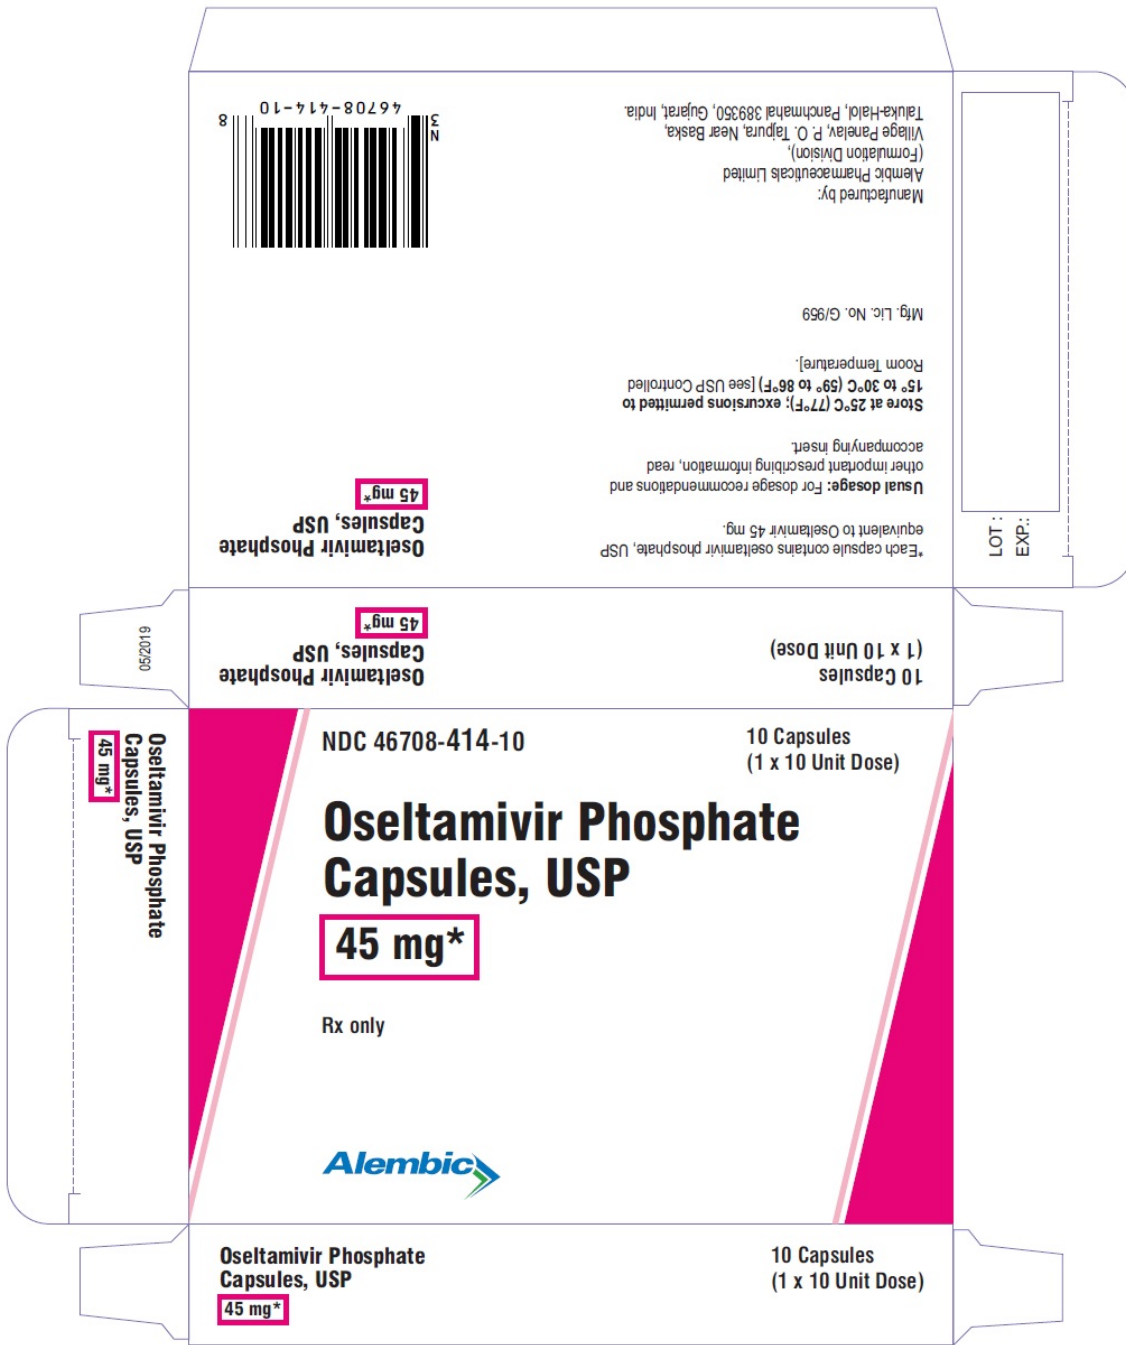 N
3 46708-414-10 8
Manufactured by:
Alembic Pharmaceuticals Limited
(Formulation Division),
Village Panelav, P. O. Tajpura, Near Baska,
Taluka-Halol, Panchmahal 389350, Gujarat, India.
Mfg. Lic. No. G/959
Store at 25°C (77°F); excursions permitted to
15° to 30°C (59° to 86°F) [see USP Controlled
Room Temperature].
Usual dosage: For dosage recommendations and
other important prescribing information, read
accompanying insert.
*Each capsule contains oseltamivir phosphate, USP
equivalent to Oseltamivir 45 mg.
Oseltamivir Phosphate
Capsules, USP
45 mg*
LOT :
EXP.:
05/2019
Oseltamivir Phosphate
Capsules, USP
45 mg*
10 Capsules
(1 x 10 Unit Dose)
Oseltamivir Phosphate
Capsules, USP
45 mg*
NDC 46708-414-10
10 Capsules
(1 x 10 Unit Dose)
Oseltamivir Phosphate
Capsules, USP
45 mg*
Rx only
Alembic
Oseltamivir Phosphate
Capsules, USP
45 mg*
10 Capsules
(1 x 10 Unit Dose)